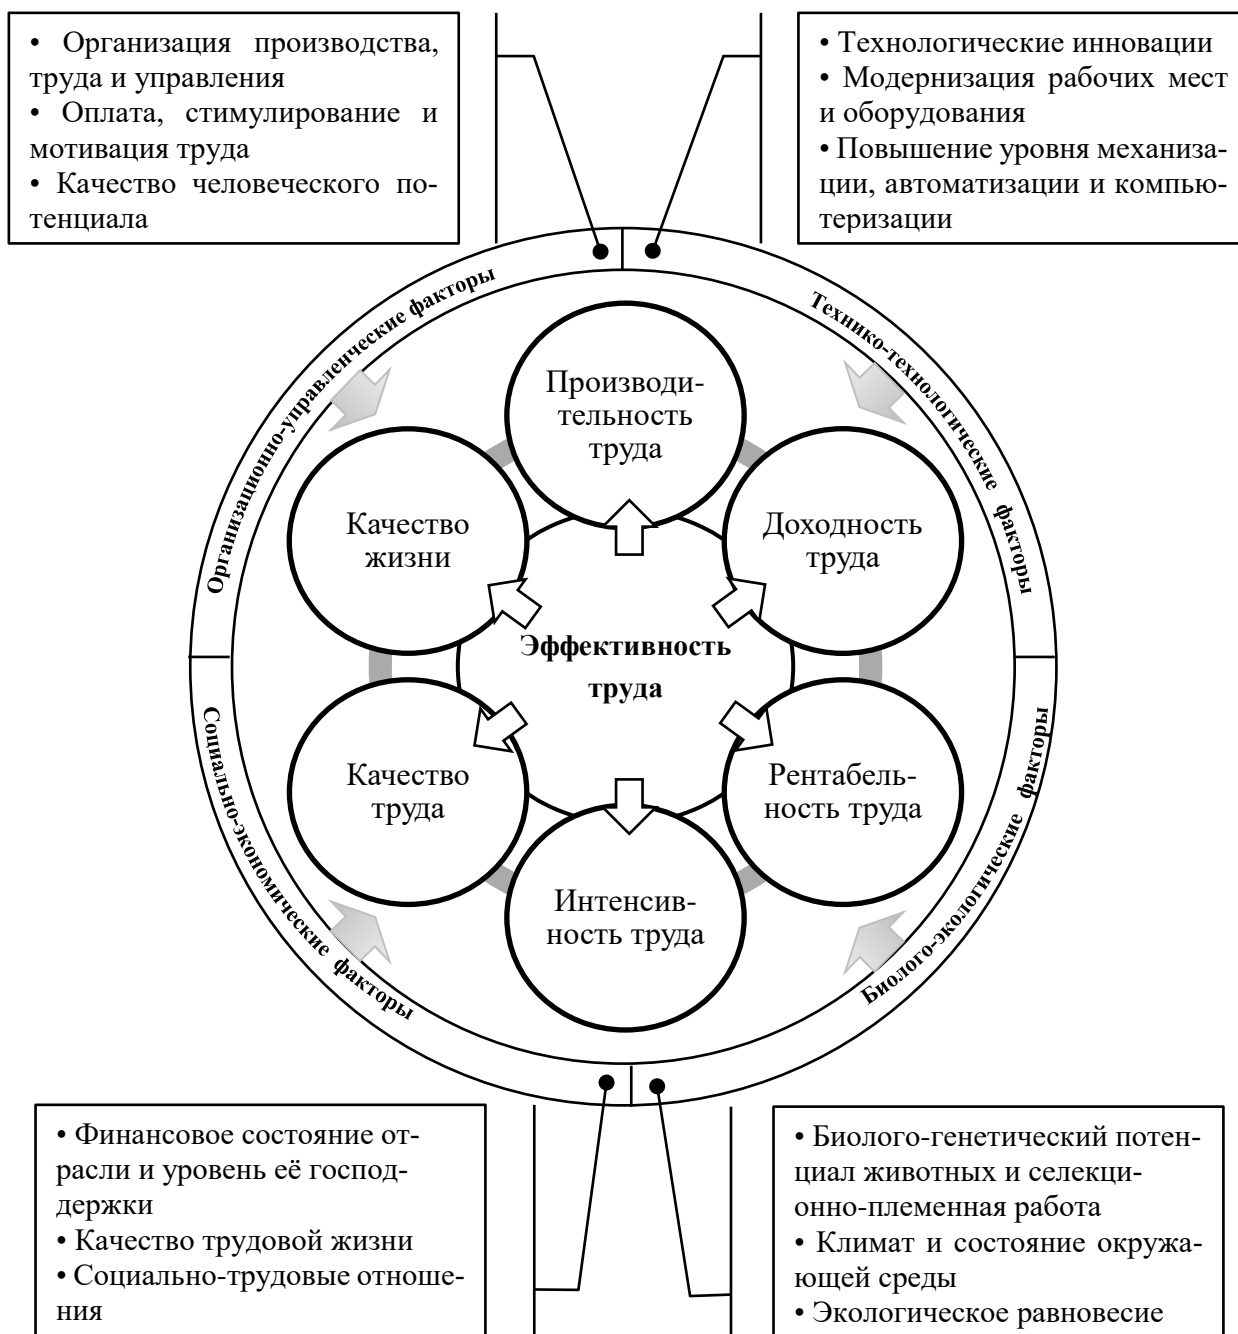 • Организация производства,
труда и управления
• Оплата, стимулирование и
мотивация труда
• Качество человеческого по-
тенциала
• Технологические инновации
• Модернизация рабочих мест
и оборудования
• Повышение уровня механиза-
ции, автоматизации и компью-
теризации
Организационно-управленческие факторы
Технико-технологические факторы
Производи-
тельность
труда
Качество
жизни
Доходность
труда
Эффективность
труда
Качество
труда
Рентабель-
ность труда
Интенсив-
ность труда
Социально-экономические факторы
Биолого-экологические факторы
• Финансовое состояние от-
расли и уровень её господ-
держки
• Качество трудовой жизни
• Социально-трудовые отноше-
ния
• Биолого-генетический потен-
циал животных и селекци-
онно-племенная работа
• Климат и состояние окружа-
ющей среды
• Экологическое равновесие